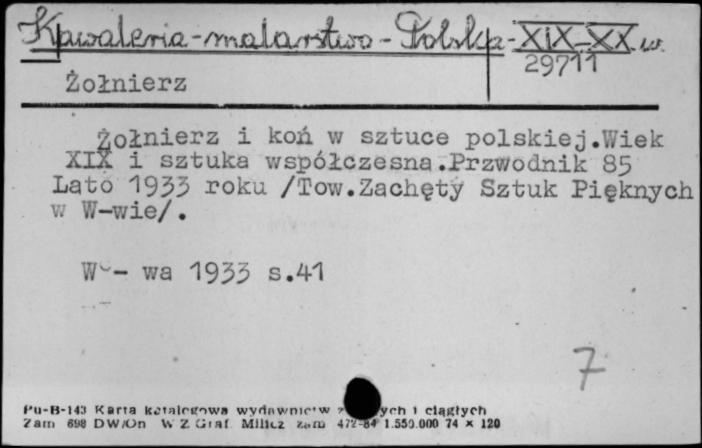 Kawaleria-malarstwo-Polska-XIX-XX w.
29711
Żołnierz
Żołnierz i koń w sztuce polskiej.Wiek
XIX i sztuka współczesna.Przwodnik 85
Lato 1933 roku /Tow.Zachęty Sztuk Pięknych
w W-wie/.
W - wa 1933 s.41
7
Pu-B-143 Karta katalogowa wydawnictw z ych i ciągłych
Zam 698 DW/On W Z Graf. Milicz zam 472-84 1.550.000 74 × 120